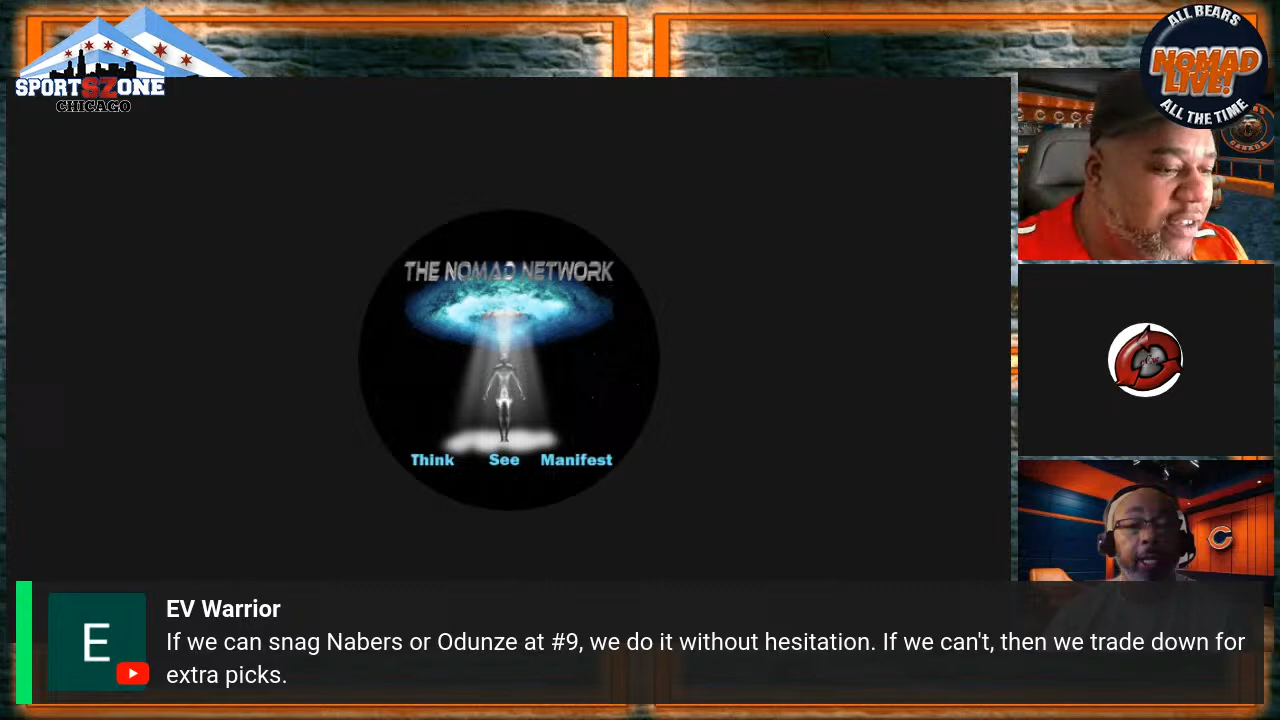 SPORTSZONE
CHICAGO
ALL BEARS
NOMAD
LIVE!
ALL THE TIME
CANADA
THE NOMAD NETWORK
Think See Manifest
E
EV Warrior
If we can snag Nabers or Odunze at #9, we do it without hesitation. If we can't, then we trade down for
extra picks.